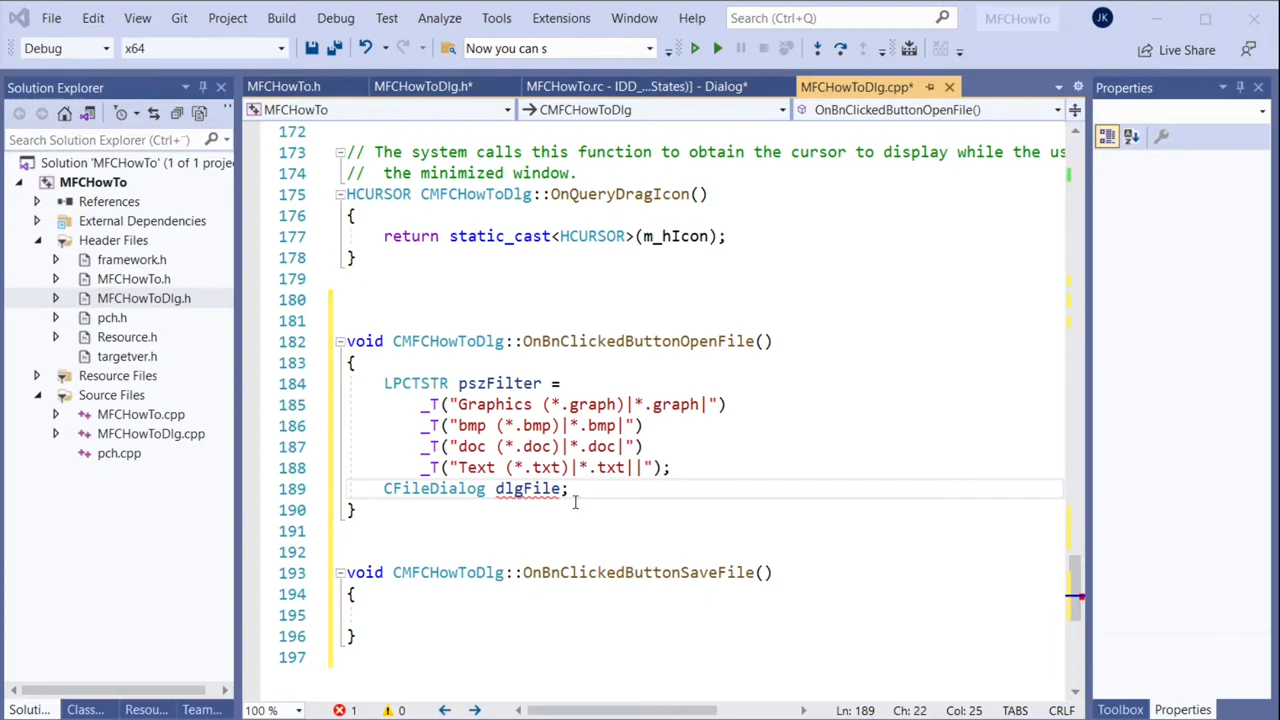 File Edit View Git Project Build Debug Test Analyze Tools Extensions Window Help Search (Ctrl+Q) MFCHowTo JK
Debug x64 Now you can s Live Share
Solution Explorer
Search Solution Explorer (Ctrl+
Solution 'MFCHowTo' (1 of 1 proje
MFCHowTo
References
External Dependencies
Header Files
framework.h
MFCHowTo.h
MFCHowToDlg.h
pch.h
Resource.h
targetver.h
Resource Files
Source Files
MFCHowTo.cpp
MFCHowToDlg.cpp
pch.cpp
Soluti... Class... Resou... Team...
MFCHowTo.h MFCHowToDlg.h* MFCHowTo.rc - IDD_...States)] - Dialog* MFCHowToDlg.cpp*
MFCHowTo CMFCHowToDlg OnBnClickedButtonOpenFile()
172
173 // The system calls this function to obtain the cursor to display while the us
174 // the minimized window.
175 HCURSOR CMFCHowToDlg::OnQueryDragIcon()
176 {
177 return static_cast<HCURSOR>(m_hIcon);
178 }
179
180
181
182 void CMFCHowToDlg::OnBnClickedButtonOpenFile()
183 {
184 LPCTSTR pszFilter =
185 _T("Graphics (*.graph)|*.graph|")
186 _T("bmp (*.bmp)|*.bmp|")
187 _T("doc (*.doc)|*.doc|")
188 _T("Text (*.txt)|*.txt||");
189 CFileDialog dlgFile;
190 }
191
192
193 void CMFCHowToDlg::OnBnClickedButtonSaveFile()
194 {
195
196 }
197
100 % 1 0 Ln: 189 Ch: 22 Col: 25 TABS CRLF
Properties
Toolbox Properties